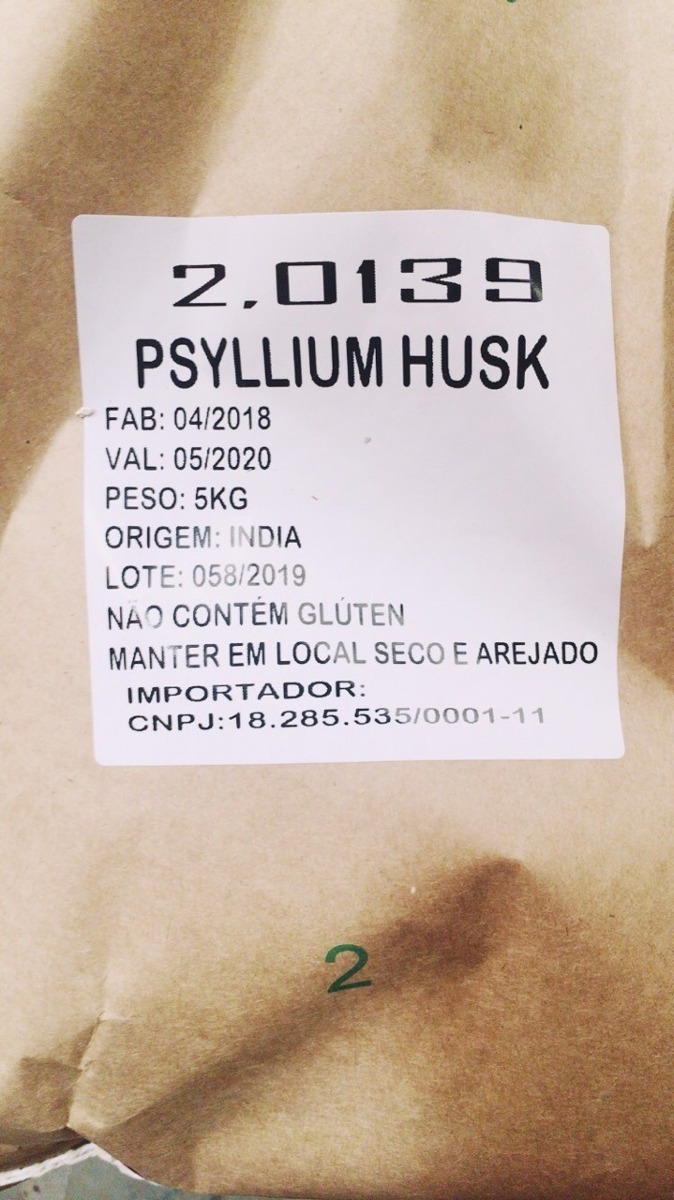 2.0139
PSYLLIUM HUSK
FAB: 04/2018
VAL: 05/2020
PESO: 5KG
ORIGEM: INDIA
LOTE: 058/2019
NÃO CONTÉM GLÚTEN
MANTER EM LOCAL SECO E AREJADO
IMPORTADOR:
CNPJ:18.285.535/0001-11
2